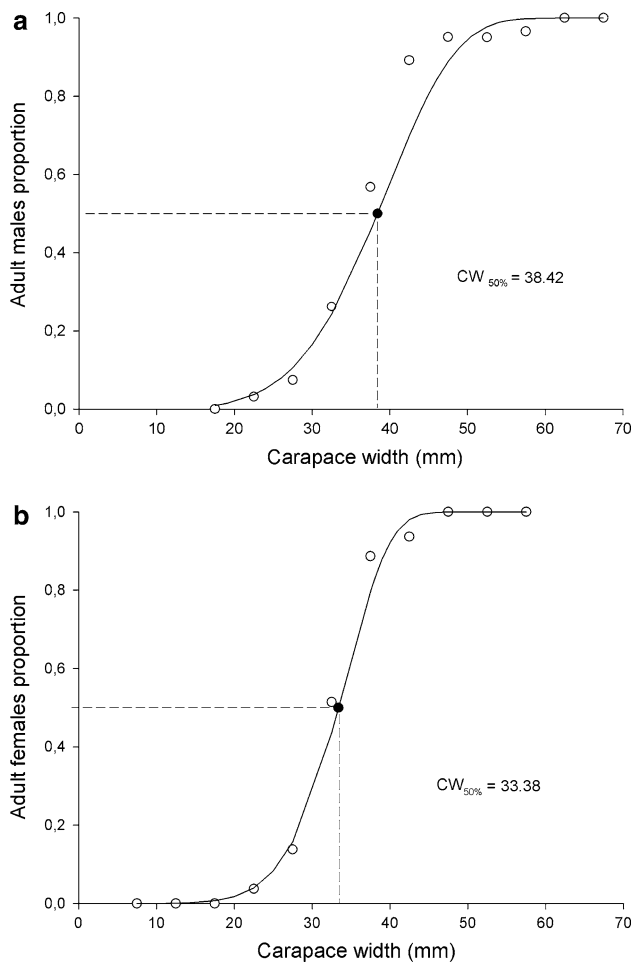 a
1,0
0,8
0,6
0,4
0,2
0,0
Adult males proportion
CW 50% = 38.42
0 10 20 30 40 50 60 70
Carapace width (mm)
b
1,0
0,8
0,6
0,4
0,2
0,0
Adult females proportion
CW50% = 33.38
0 10 20 30 40 50 60 70
Carapace width (mm)